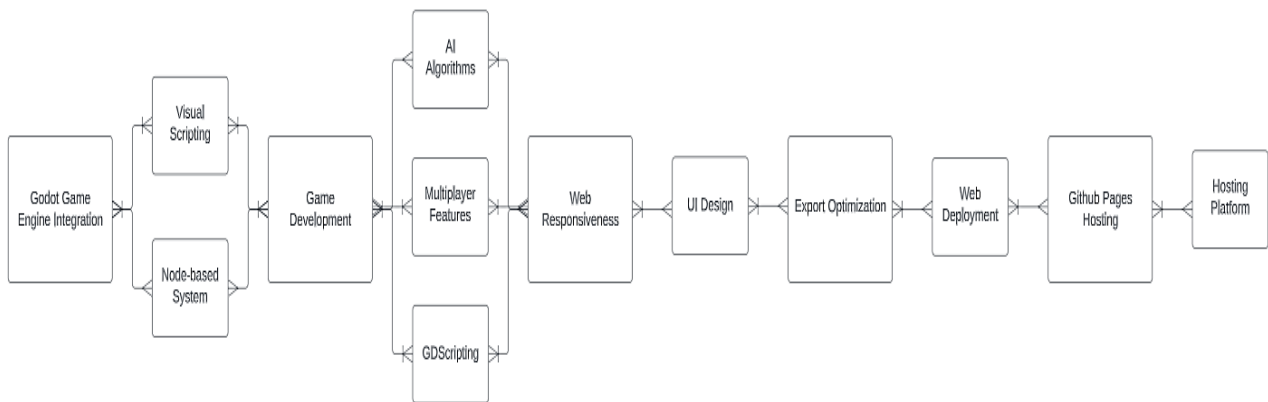 Godot Game
Engine Integration
Visual
Scripting
Node-based
System
Game
Development
AI
Algorithms
Multiplayer
Features
GDScripting
Web
Responsiveness
UI Design
Export Optimization
Web
Deployment
Github Pages
Hosting
Hosting
Platform